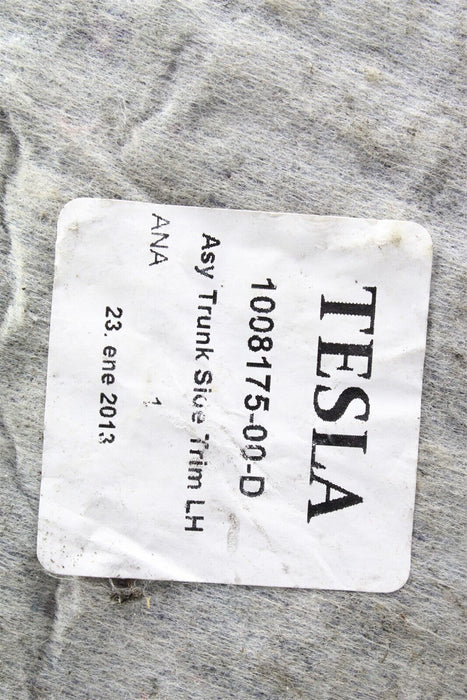 TESLA
1008175-00-D
Asy Trunk Side Trim LH
ANA 1
23. ene 2013